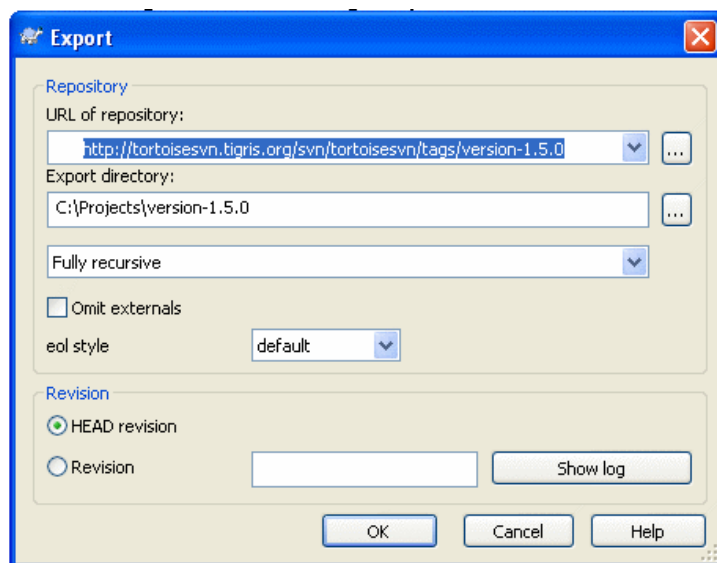 Export
Repository
URL of repository:
http://tortoisesvn.tigris.org/svn/tortoisesvn/tags/version-1.5.0
...
Export directory:
C:\Projects\version-1.5.0
...
Fully recursive
Omit externals
eol style default
Revision
HEAD revision
Revision Show log
OK Cancel Help